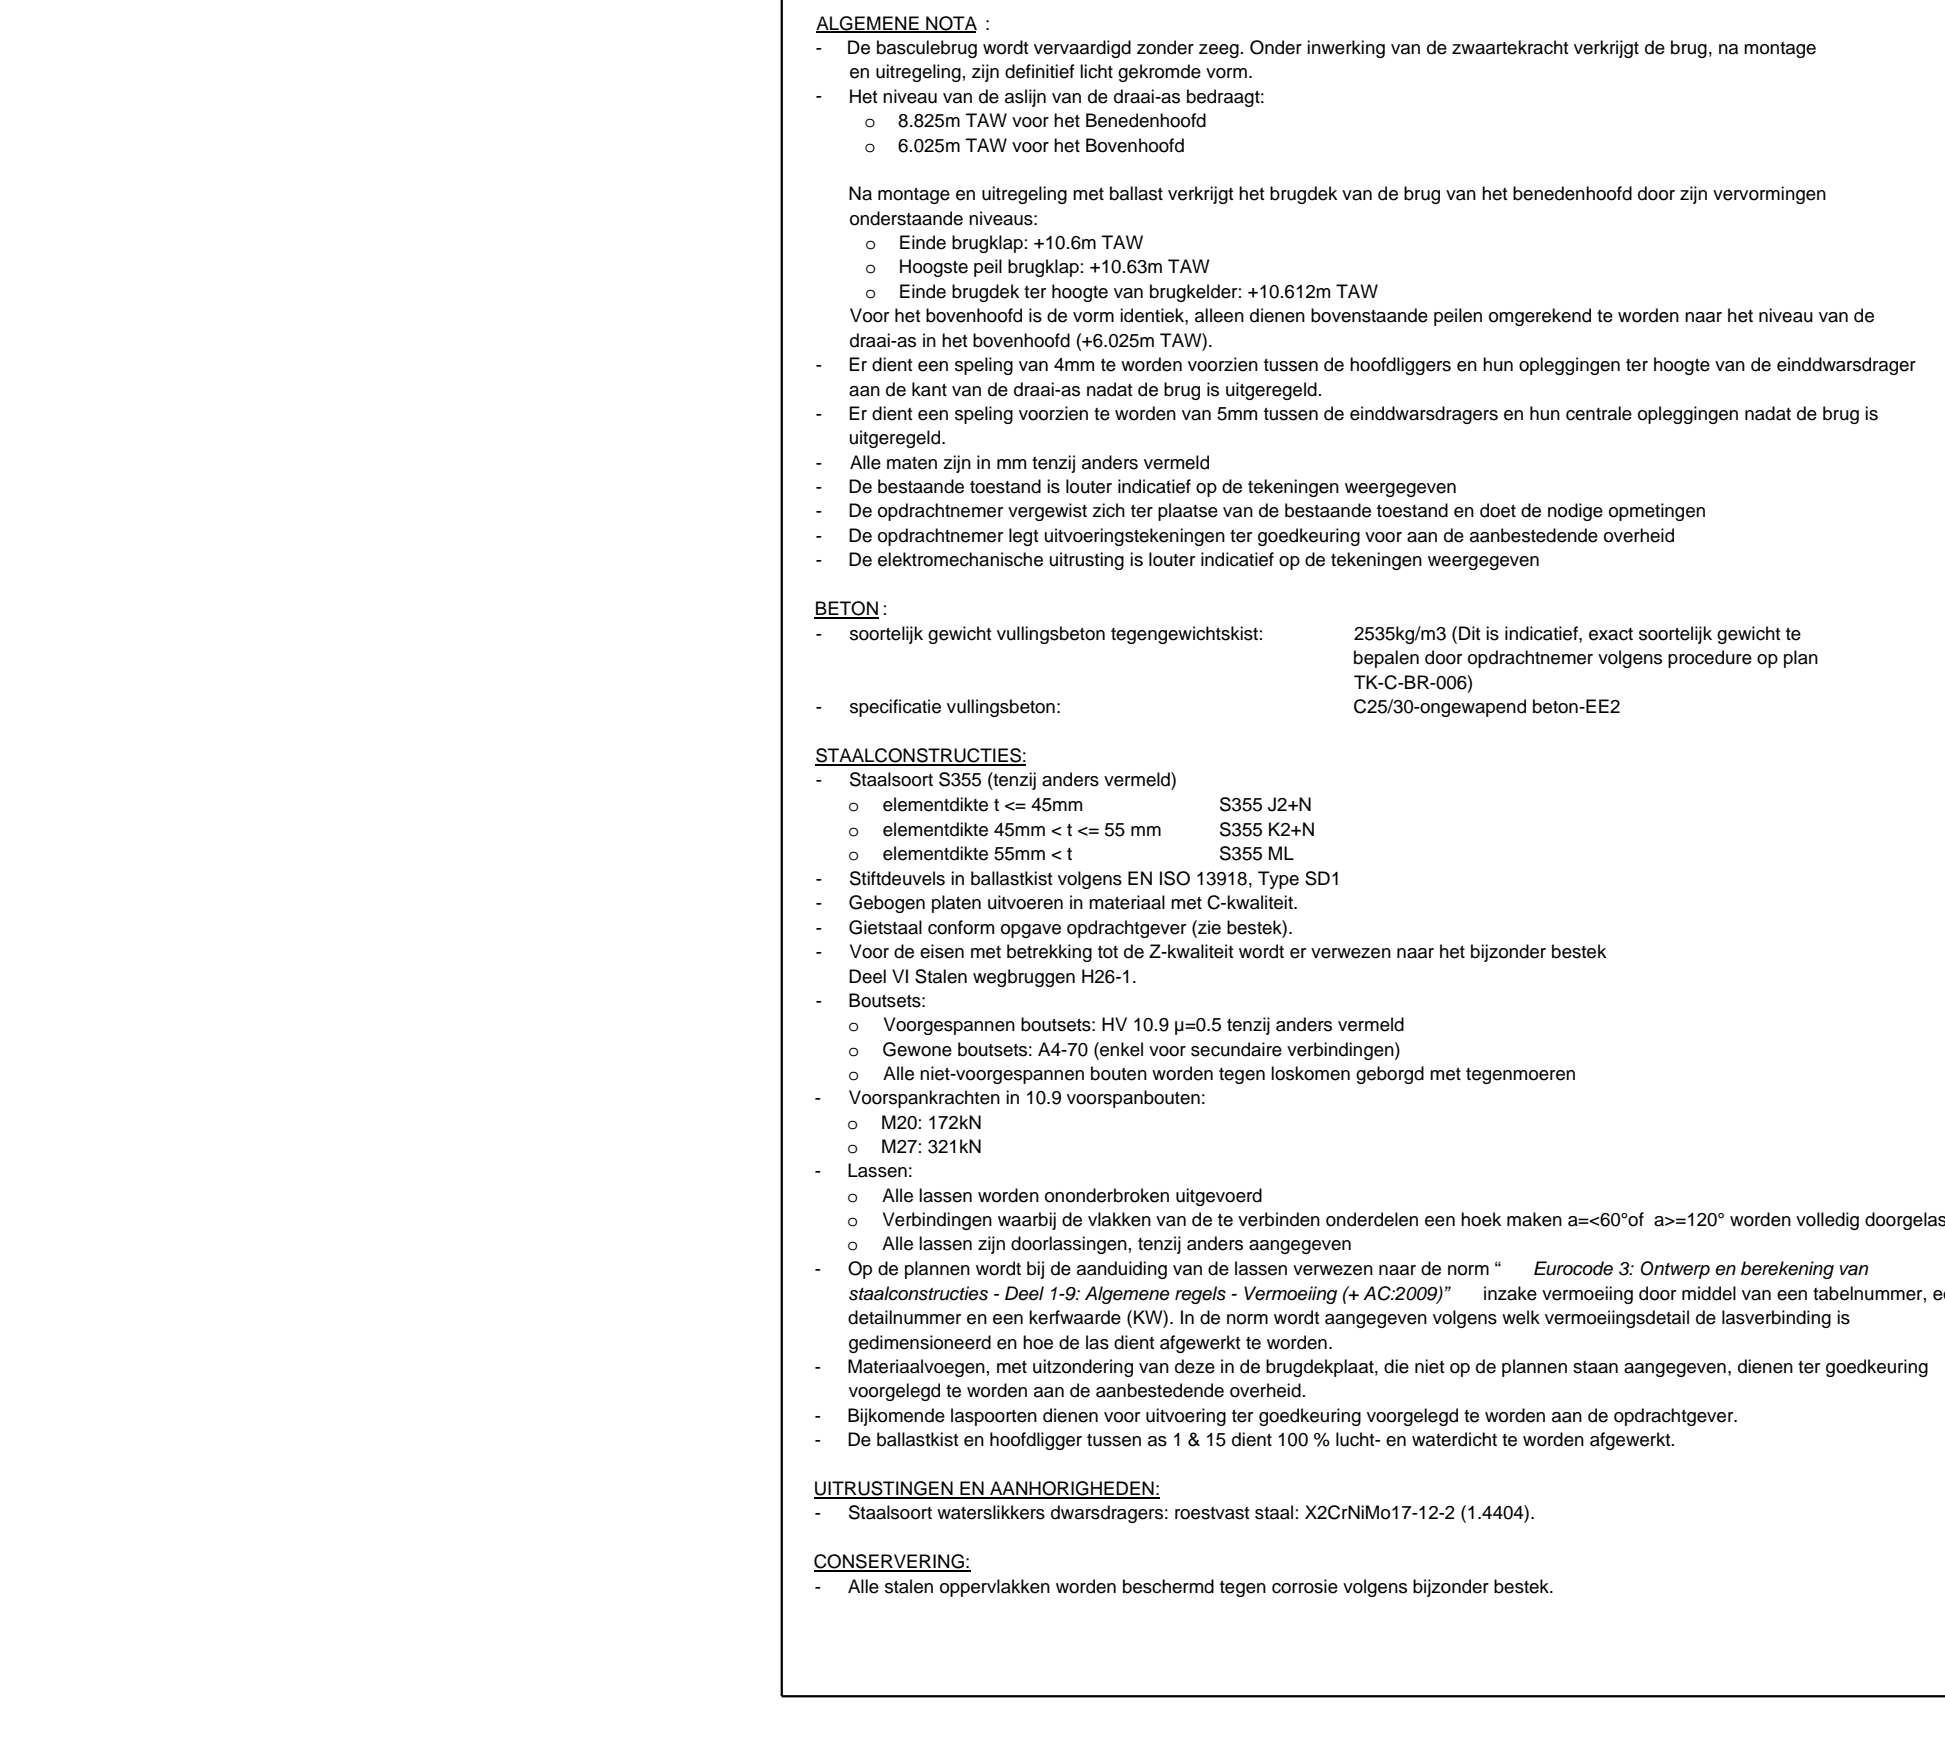 ALGEMENE NOTA :
- De basculebrug wordt vervaardigd zonder zeeg. Onder inwerking van de zwaartekracht verkrijgt de brug, na montage
en uitregeling, zijn definitief licht gekromde vorm.
- Het niveau van de aslijn van de draai-as bedraagt:
o 8.825m TAW voor het Benedenhoofd
o 6.025m TAW voor het Bovenhoofd
Na montage en uitregeling met ballast verkrijgt het brugdek van de brug van het benedenhoofd door zijn vervormingen
onderstaande niveaus:
o Einde brugklap: +10.6m TAW
o Hoogste peil brugklap: +10.63m TAW
o Einde brugdek ter hoogte van brugkelder: +10.612m TAW
Voor het bovenhoofd is de vorm identiek, alleen dienen bovenstaande peilen omgerekend te worden naar het niveau van de
draai-as in het bovenhoofd (+6.025m TAW).
- Er dient een speling van 4mm te worden voorzien tussen de hoofdliggers en hun opleggingen ter hoogte van de einddwarsdrager
aan de kant van de draai-as nadat de brug is uitgeregeld.
- Er dient een speling voorzien te worden van 5mm tussen de einddwarsdragers en hun centrale opleggingen nadat de brug is
uitgeregeld.
- Alle maten zijn in mm tenzij anders vermeld
- De bestaande toestand is louter indicatief op de tekeningen weergegeven
- De opdrachtnemer vergewist zich ter plaatse van de bestaande toestand en doet de nodige opmetingen
- De opdrachtnemer legt uitvoeringstekeningen ter goedkeuring voor aan de aanbestedende overheid
- De elektromechanische uitrusting is louter indicatief op de tekeningen weergegeven
BETON :
- soortelijk gewicht vullingsbeton tegengewichtskist: 2535kg/m3 (Dit is indicatief, exact soortelijk gewicht te
bepalen door opdrachtnemer volgens procedure op plan
TK-C-BR-006)
- specificatie vullingsbeton: C25/30-ongewapend beton-EE2
STAALCONSTRUCTIES:
- Staalsoort S355 (tenzij anders vermeld)
o elementdikte t <= 45mm S355 J2+N
o elementdikte 45mm < t <= 55 mm S355 K2+N
o elementdikte 55mm < t S355 ML
- Stiftdeuvels in ballastkist volgens EN ISO 13918, Type SD1
- Gebogen platen uitvoeren in materiaal met C-kwaliteit.
- Gietstaal conform opgave opdrachtgever (zie bestek).
- Voor de eisen met betrekking tot de Z-kwaliteit wordt er verwezen naar het bijzonder bestek
Deel VI Stalen wegbruggen H26-1.
- Boutsets:
o Voorgespannen boutsets: HV 10.9 µ=0.5 tenzij anders vermeld
o Gewone boutsets: A4-70 (enkel voor secundaire verbindingen)
o Alle niet-voorgespannen bouten worden tegen loskomen geborgd met tegenmoeren
- Voorspankrachten in 10.9 voorspanbouten:
o M20: 172kN
o M27: 321kN
- Lassen:
o Alle lassen worden ononderbroken uitgevoerd
o Verbindingen waarbij de vlakken van de te verbinden onderdelen een hoek maken a=<60°of a>=120° worden volledig doorgelas
o Alle lassen zijn doorlassingen, tenzij anders aangegeven
- Op de plannen wordt bij de aanduiding van de lassen verwezen naar de norm “ Eurocode 3: Ontwerp en berekening van
staalconstructies - Deel 1-9: Algemene regels - Vermoeiing (+ AC:2009)” inzake vermoeiing door middel van een tabelnummer, e
detailnummer en een kerfwaarde (KW). In de norm wordt aangegeven volgens welk vermoeiingsdetail de lasverbinding is
gedimensioneerd en hoe de las dient afgewerkt te worden.
- Materiaalvoegen, met uitzondering van deze in de brugdekplaat, die niet op de plannen staan aangegeven, dienen ter goedkeuring
voorgelegd te worden aan de aanbestedende overheid.
- Bijkomende laspoorten dienen voor uitvoering ter goedkeuring voorgelegd te worden aan de opdrachtgever.
- De ballastkist en hoofdligger tussen as 1 & 15 dient 100 % lucht- en waterdicht te worden afgewerkt.
UITRUSTINGEN EN AANHORIGHEDEN:
- Staalsoort waterslikkers dwarsdragers: roestvast staal: X2CrNiMo17-12-2 (1.4404).
CONSERVERING:
- Alle stalen oppervlakken worden beschermd tegen corrosie volgens bijzonder bestek.